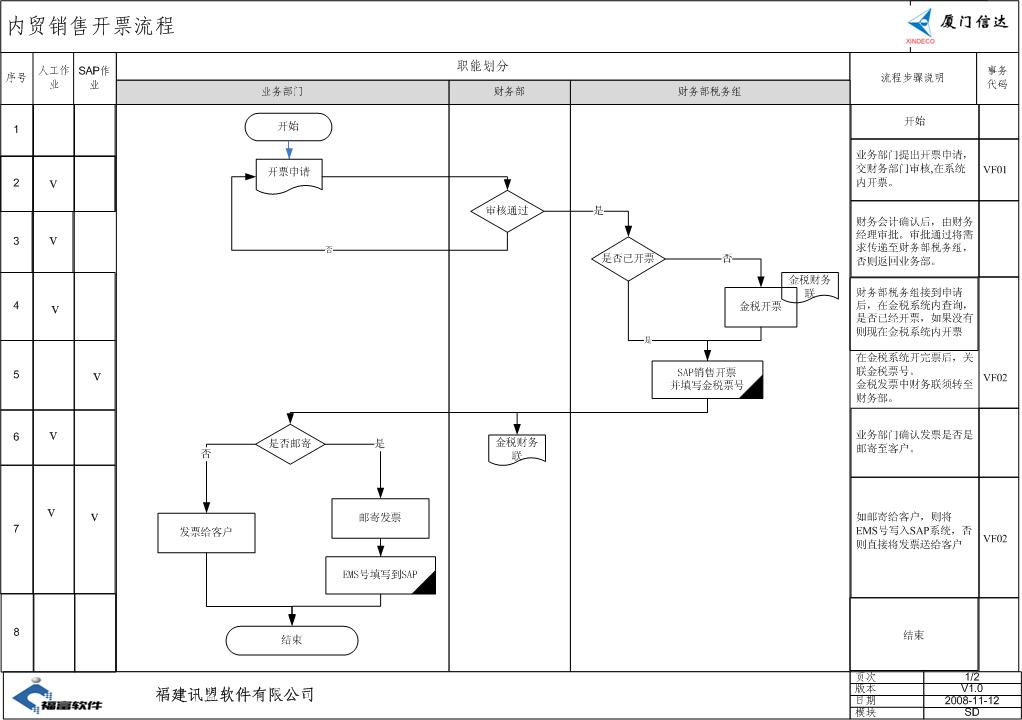 内贸销售开票流程
厦门信达
XINDECO
序号
人工作
业
SAP作
业
职能划分
业务部门
财务部
财务部税务组
流程步骤说明
事务
代码
1
开始
开始
2
V
开票申请
业务部门提出开票申请,
交财务部门审核,在系统
内开票。
VF01
3
V
审核通过
是
否
财务会计确认后，由财务
经理审批。审批通过将需
求传递至财务部税务组，
否则返回业务部。
是否已开票
否
4
V
金税财务
联
金税开票
是
财务部税务组接到申请
后，在金税系统内查询，
是否已经开票，如果没有
则现在金税系统内开票
5
V
SAP销售开票
并填写金税票号
在金税系统开完票后，关
联金税票号。
金税发票中财务联须转至
财务部。
VF02
6
V
是否邮寄
是
否
金税财务
联
业务部门确认发票是否是
邮寄至客户。
7
V
V
发票给客户
邮寄发票
EMS号填写到SAP
如邮寄给客户，则将
EMS号写入SAP系统，否
则直接将发票送给客户
VF02
8
结束
结束
福富软件
福建讯盟软件有限公司
页次
1/2
版本
V1.0
日期
2008-11-12
模块
SD